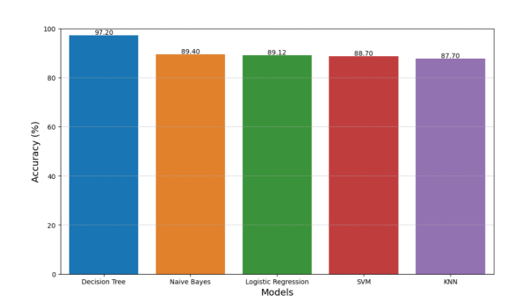 97.20
89.40
89.12
88.70
87.70
100
80
60
40
20
0
Accuracy (%)
Decision Tree
Naive Bayes
Logistic Regression
SVM
KNN
Models